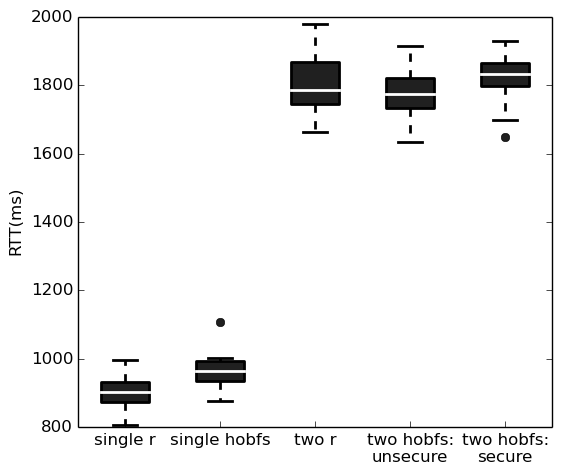 2000
1800
1600
1400
1200
1000
800
RTT(ms)
single r
single hobfs
two r
two hobfs:
unsecure
two hobfs:
secure